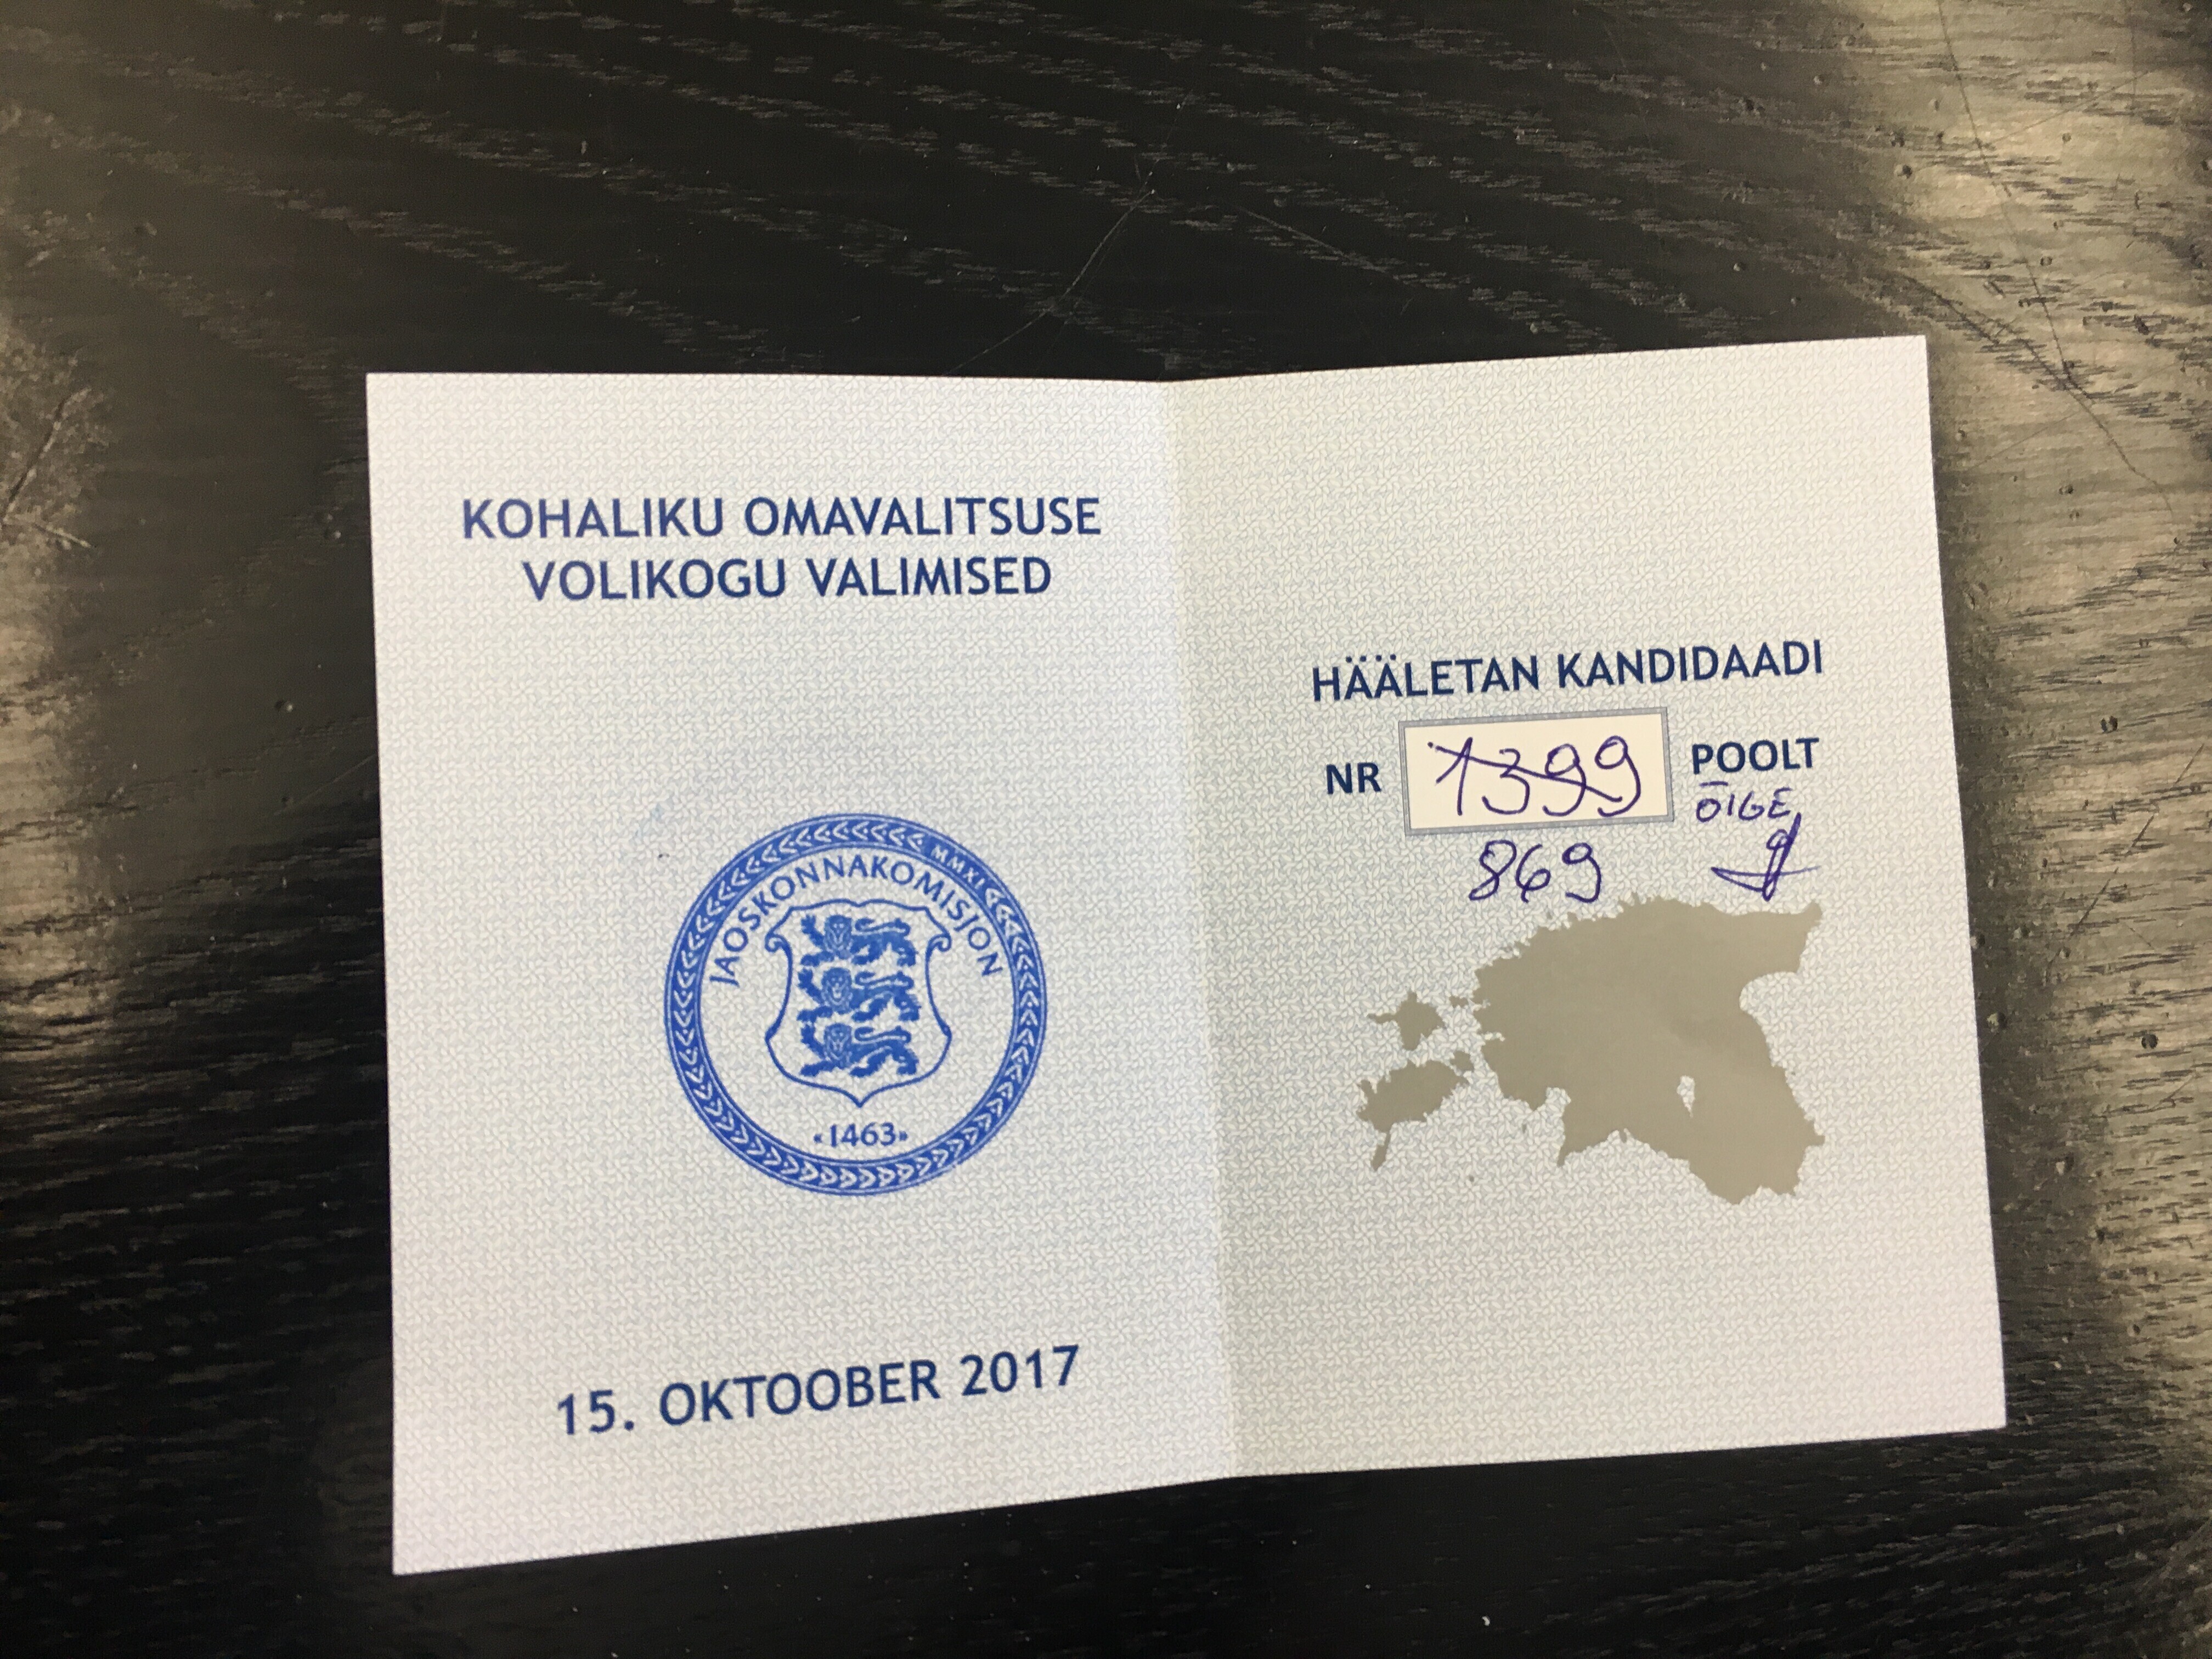 KOHALIKU OMAVALITSUSE
VOLIKOGU VALIMISED
MMXI
JAOSKONNAKOMISJON
«1463»
15. OKTOOBER 2017
HÄÄLETAN KANDIDAADI
NR 1399 POOLT
ÕIGE
869